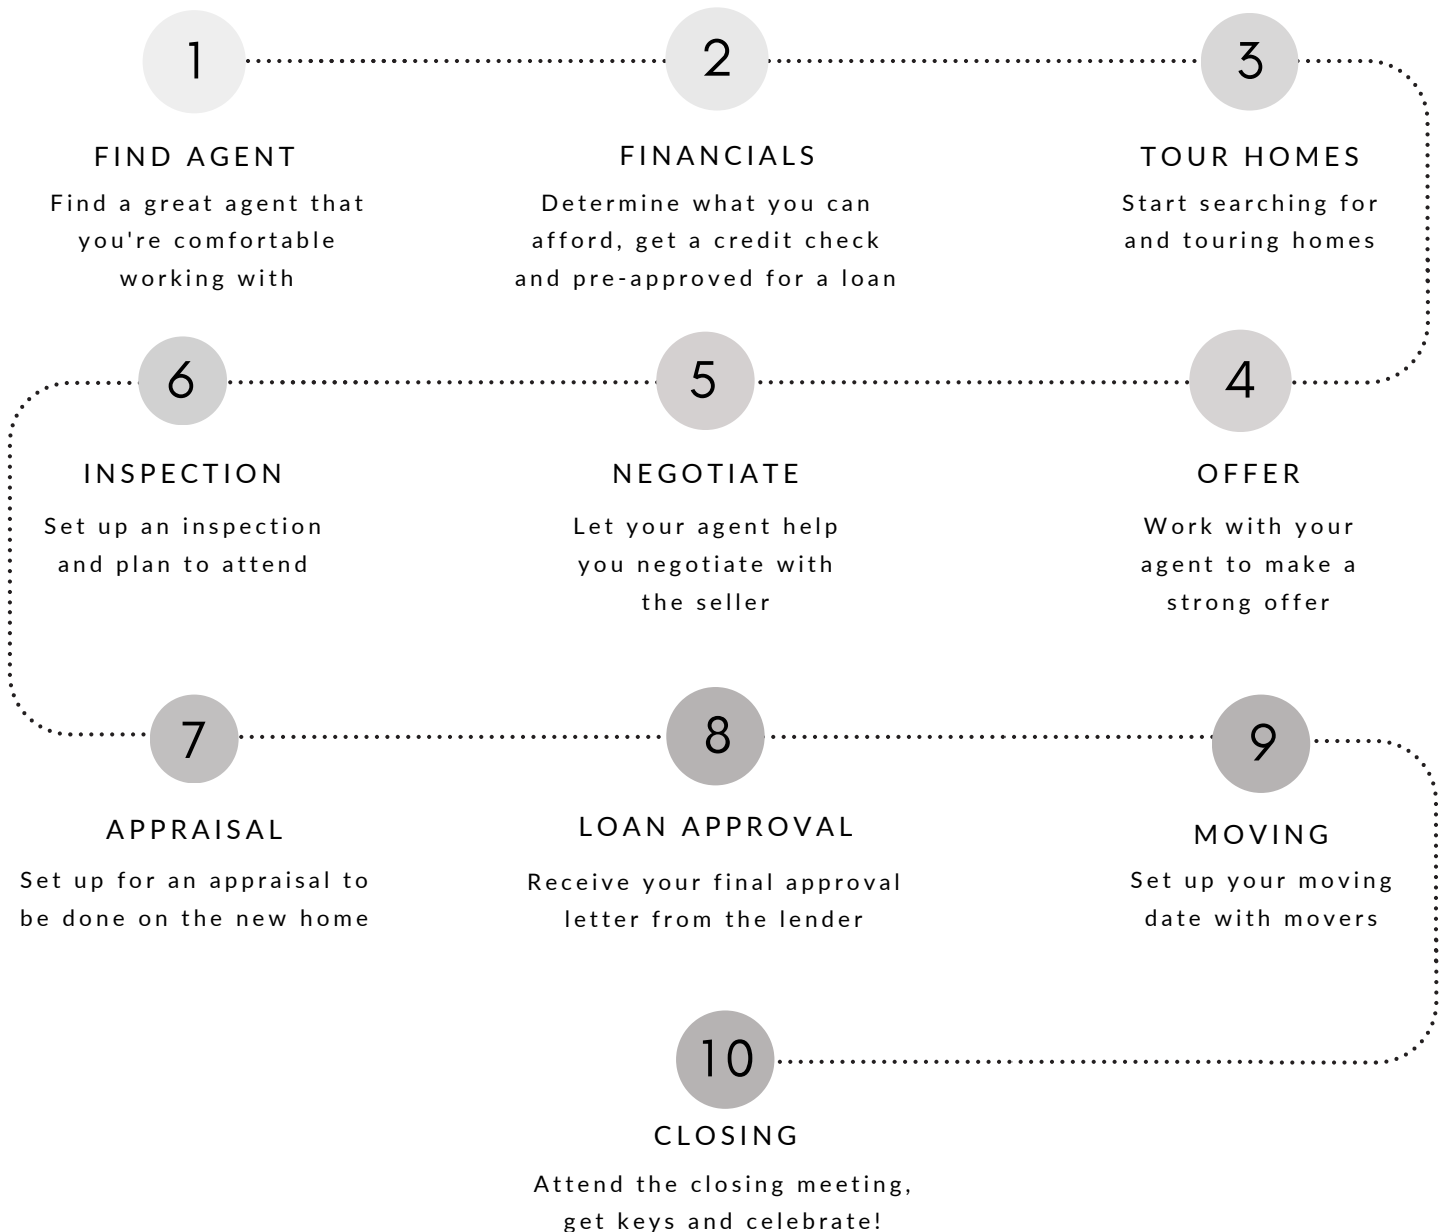 1
FIND AGENT
Find a great agent that
you're comfortable
working with
2
FINANCIALS
Determine what you can
afford, get a credit check
and pre-approved for a loan
3
TOUR HOMES
Start searching for
and touring homes
4
OFFER
Work with your
agent to make a
strong offer
5
NEGOTIATE
Let your agent help
you negotiate with
the seller
6
INSPECTION
Set up an inspection
and plan to attend
7
APPRAISAL
Set up for an appraisal to
be done on the new home
8
LOAN APPROVAL
Receive your final approval
letter from the lender
9
MOVING
Set up your moving
date with movers
10
CLOSING
Attend the closing meeting,
get keys and celebrate!